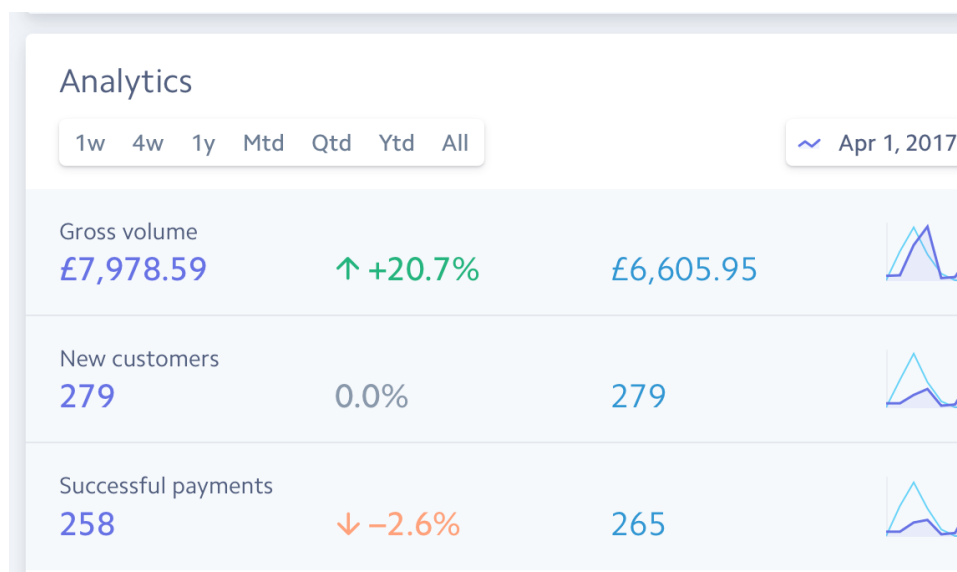 Analytics
1w 4w 1y Mtd Qtd Ytd All
Apr 1, 2017
Gross volume
£7,978.59 ↑ +20.7% £6,605.95
New customers
279 0.0% 279
Successful payments
258 ↓ –2.6% 265